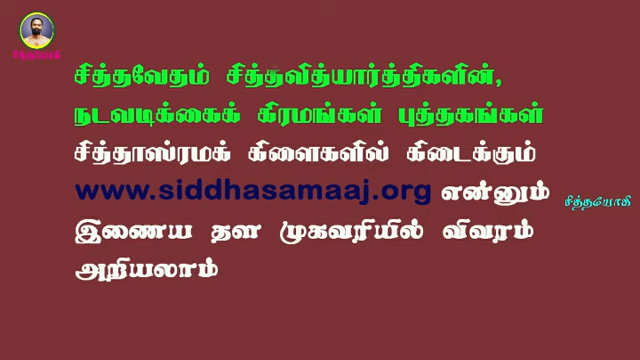 சித்தயோகி
சித்தவேதம் சித்தவித்யார்த்திகளின்,
நடவடிக்கைக் கிரமங்கள் புத்தகங்கள்
சித்தாஸ்ரமக் கிளைகளில் கிடைக்கும்
www.siddhasamaaj.org என்னும்
சித்தயோகி
இணைய தள முகவரியில் விவரம்
அறியலாம்